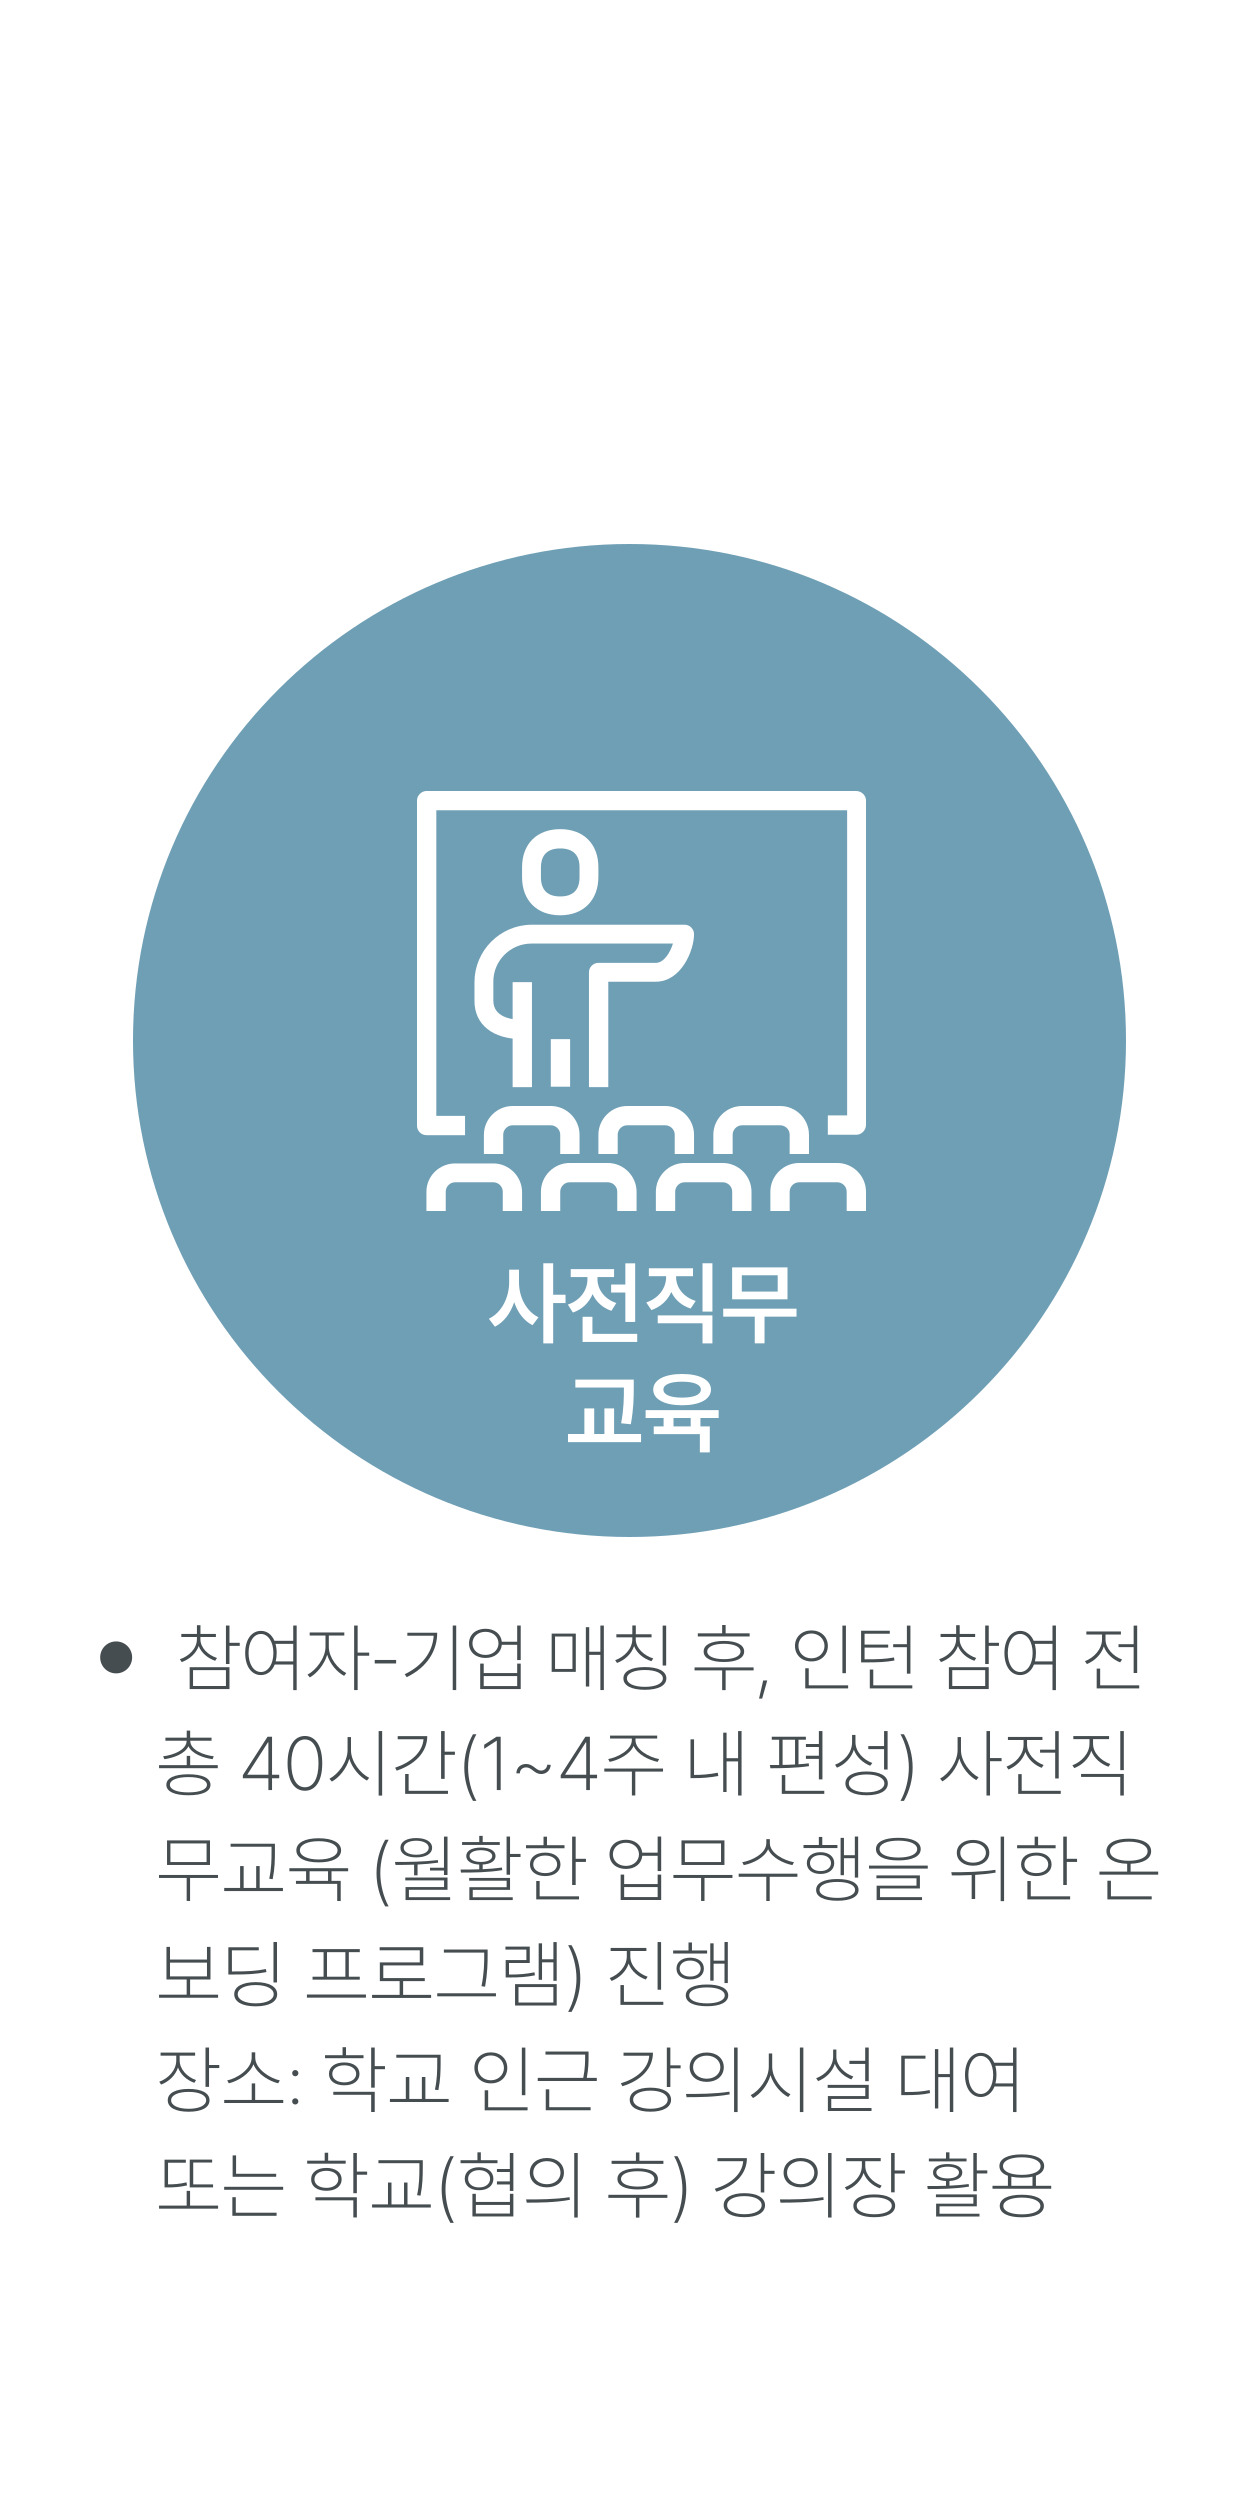 사전직무
교육
● 참여자-기업 매칭 후, 인턴 참여 전
총 40시간(1~4주 내 편성) 사전직
무교육 (원활한 업무수행을 위한 온
보딩 프로그램) 진행
장소: 학교 인근 강의시설 대여
또는 학교(협의 후) 강의장 활용